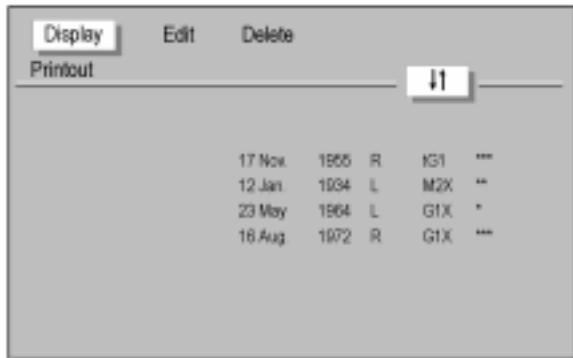 Display Edit Delete
Printout
↓↑
17 Nov. 1955 R tG1 ***
12 Jan. 1934 L M2X **
23 May 1964 L G1X *
16 Aug. 1972 R G1X ***